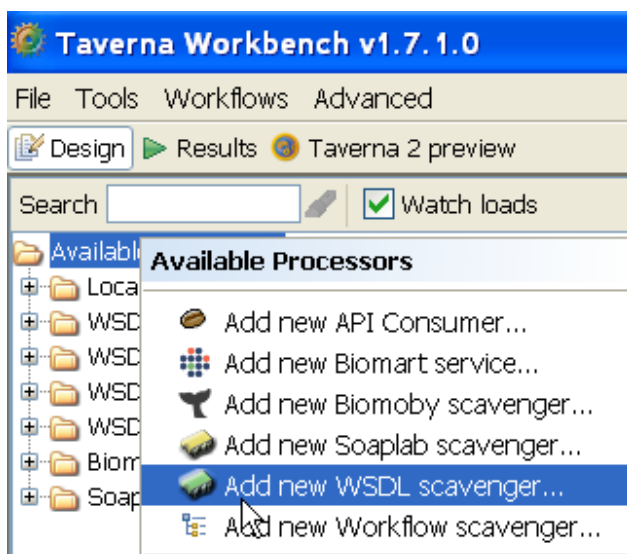 Taverna Workbench v1.7.1.0
File Tools Workflows Advanced
Design Results Taverna 2 preview
Search Watch loads
Available Processors
Add new API Consumer...
Add new Biomart service...
Add new Biomoby scavenger...
Add new Soaplab scavenger...
Add new WSDL scavenger...
Add new Workflow scavenger...
Availabl
Loca
WSD
WSD
WSD
WSD
Biom
Soap